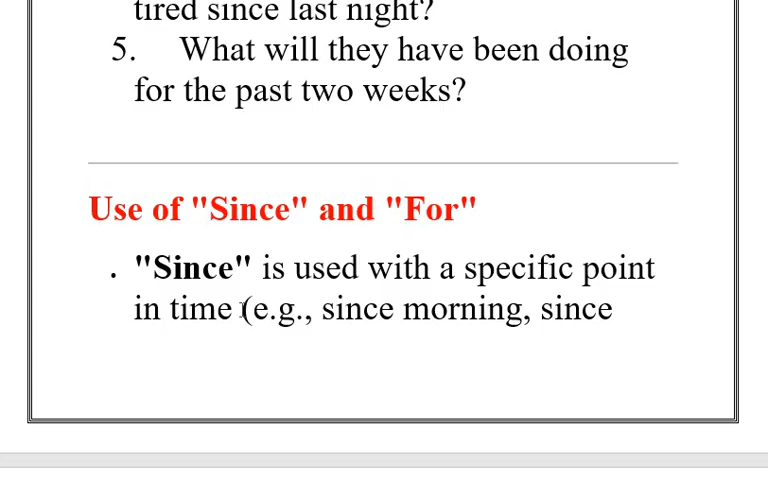 tired since last night?
5. What will they have been doing
for the past two weeks?
Use of "Since" and "For"
. "Since" is used with a specific point
in time (e.g., since morning, since